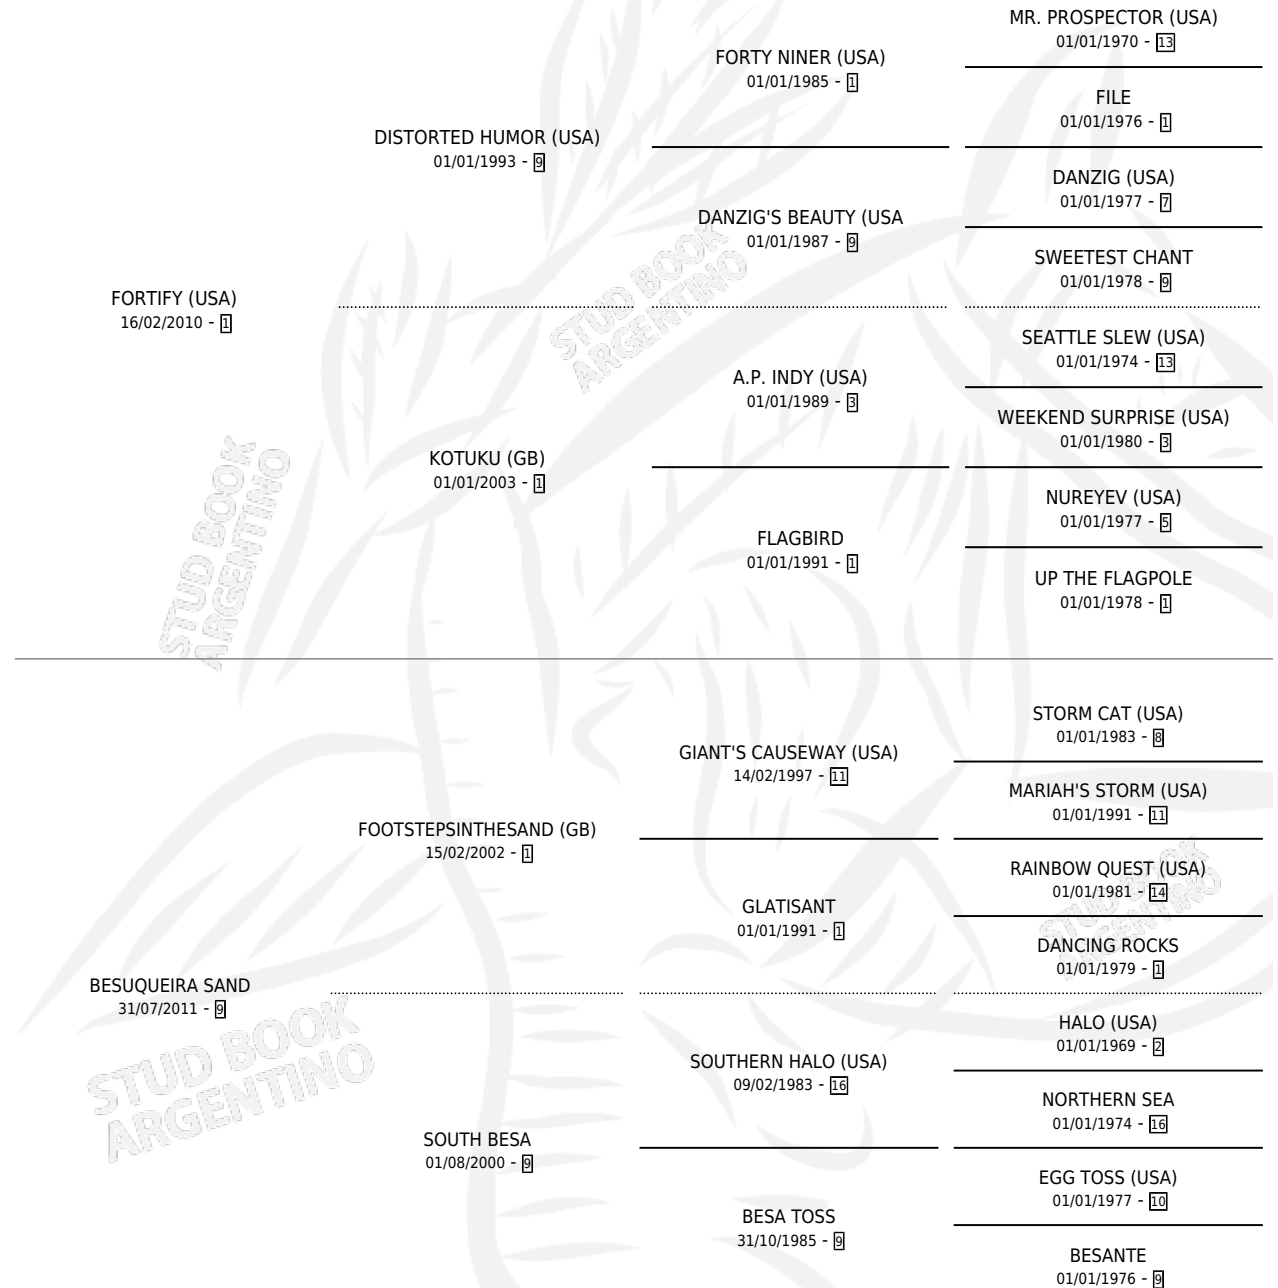 MR. PROSPECTOR (USA)
01/01/1970 - 13
FORTY NINER (USA)
01/01/1985 - 1
FILE
01/01/1976 - 1
DISTORTED HUMOR (USA)
01/01/1993 - 9
DANZIG (USA)
01/01/1977 - 7
DANZIG'S BEAUTY (USA
01/01/1987 - 9
SWEETEST CHANT
01/01/1978 - 9
STUD BOOK
ARGENTINO
FORTIFY (USA)
16/02/2010 - 1
SEATTLE SLEW (USA)
01/01/1974 - 13
A.P. INDY (USA)
01/01/1989 - 3
WEEKEND SURPRISE (USA)
01/01/1980 - 3
KOTUKU (GB)
01/01/2003 - 1
NUREYEV (USA)
01/01/1977 - 5
FLAGBIRD
01/01/1991 - 1
UP THE FLAGPOLE
01/01/1978 - 1
STUD BOOK
ARGENTINO
STORM CAT (USA)
01/01/1983 - 8
GIANT'S CAUSEWAY (USA)
14/02/1997 - 11
MARIAH'S STORM (USA)
01/01/1991 - 11
FOOTSTEPSINTHESAND (GB)
15/02/2002 - 1
RAINBOW QUEST (USA)
01/01/1981 - 14
GLATISANT
01/01/1991 - 1
DANCING ROCKS
01/01/1979 - 1
STUD BOOK
ARGENTINO
BESUQUEIRA SAND
31/07/2011 - 9
HALO (USA)
01/01/1969 - 2
SOUTHERN HALO (USA)
09/02/1983 - 16
NORTHERN SEA
01/01/1974 - 16
STUD BOOK
ARGENTINO
SOUTH BESA
01/08/2000 - 9
EGG TOSS (USA)
01/01/1977 - 10
BESA TOSS
31/10/1985 - 9
BESANTE
01/01/1976 - 9